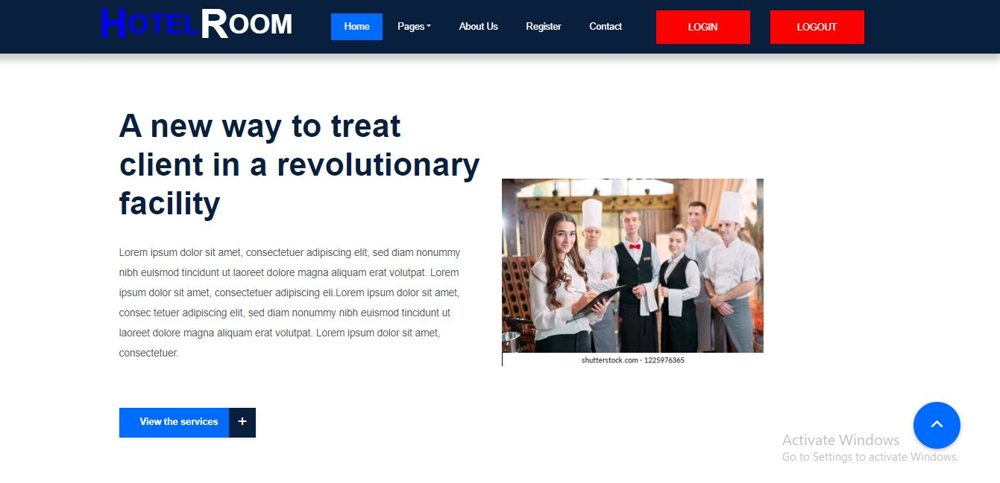 HOTELROOM
Home Pages About Us Register Contact LOGIN LOGOUT
A new way to treat
client in a revolutionary
facility
Lorem ipsum dolor sit amet, consectetuer adipiscing elit, sed diam nonummy
nibh euismod tincidunt ut laoreet dolore magna aliquam erat volutpat. Lorem
ipsum dolor sit amet, consectetuer adipiscing eli.Lorem ipsum dolor sit amet,
consec tetuer adipiscing elit, sed diam nonummy nibh euismod tincidunt ut
laoreet dolore magna aliquam erat volutpat. Lorem ipsum dolor sit amet,
consectetuer.
shutterstock.com · 1225976365
View the services +
Activate Windows
Go to Settings to activate Windows.